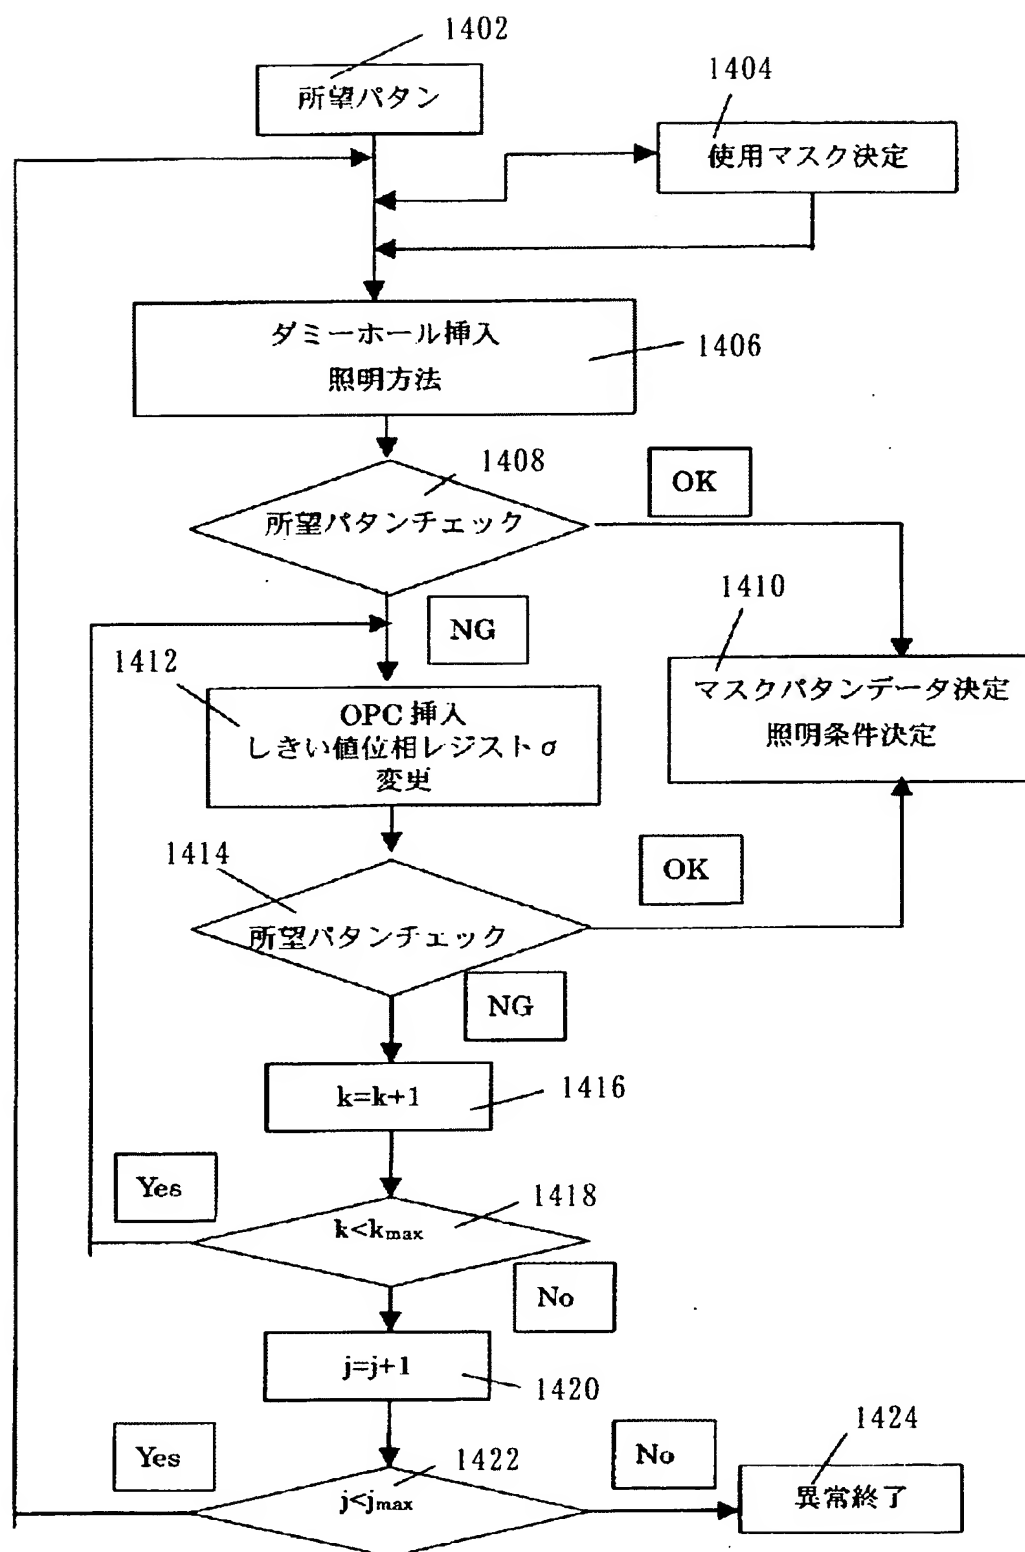 1402
所望パタン
1404
使用マスク決定
ダミーホール挿入
照明方法
1406
1408
所望パタンチェック
OK
NG
1410
マスクパタンデータ決定
照明条件決定
1412
OPC 挿入
しきい値位相レジストσ
変更
1414
所望パタンチェック
OK
NG
k=k+1
1416
Yes
k<kmax
1418
No
j=j+1
1420
Yes
j<jmax
1422
No
1424
異常終了